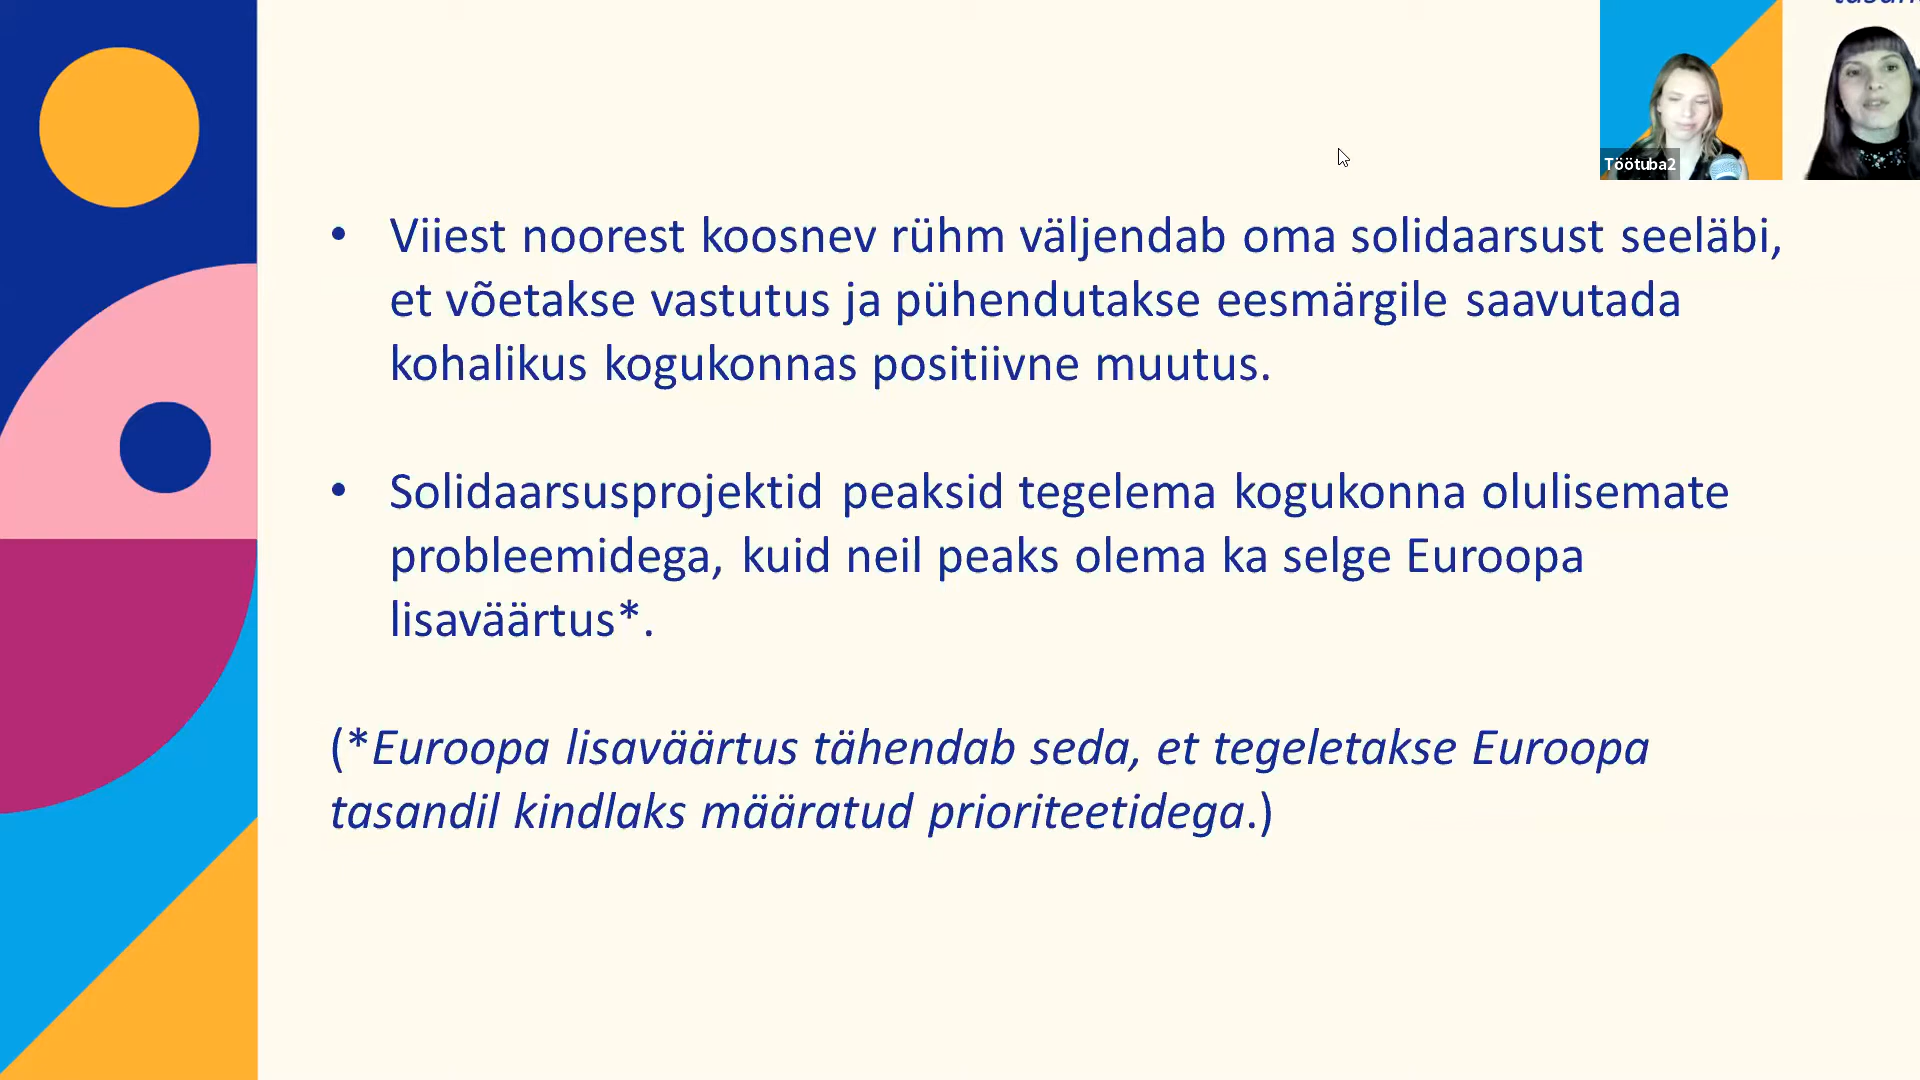 Töötuba2
• Viiest noorest koosnev rühm väljendab oma solidaarsust seeläbi,
et võetakse vastutus ja pühendutakse eesmärgile saavutada
kohalikus kogukonnas positiivne muutus.
• Solidaarsusprojektid peaksid tegelema kogukonna olulisemate
probleemidega, kuid neil peaks olema ka selge Euroopa
lisaväärtus*.
(*Euroopa lisaväärtus tähendab seda, et tegeletakse Euroopa
tasandil kindlaks määratud prioriteetidega.)